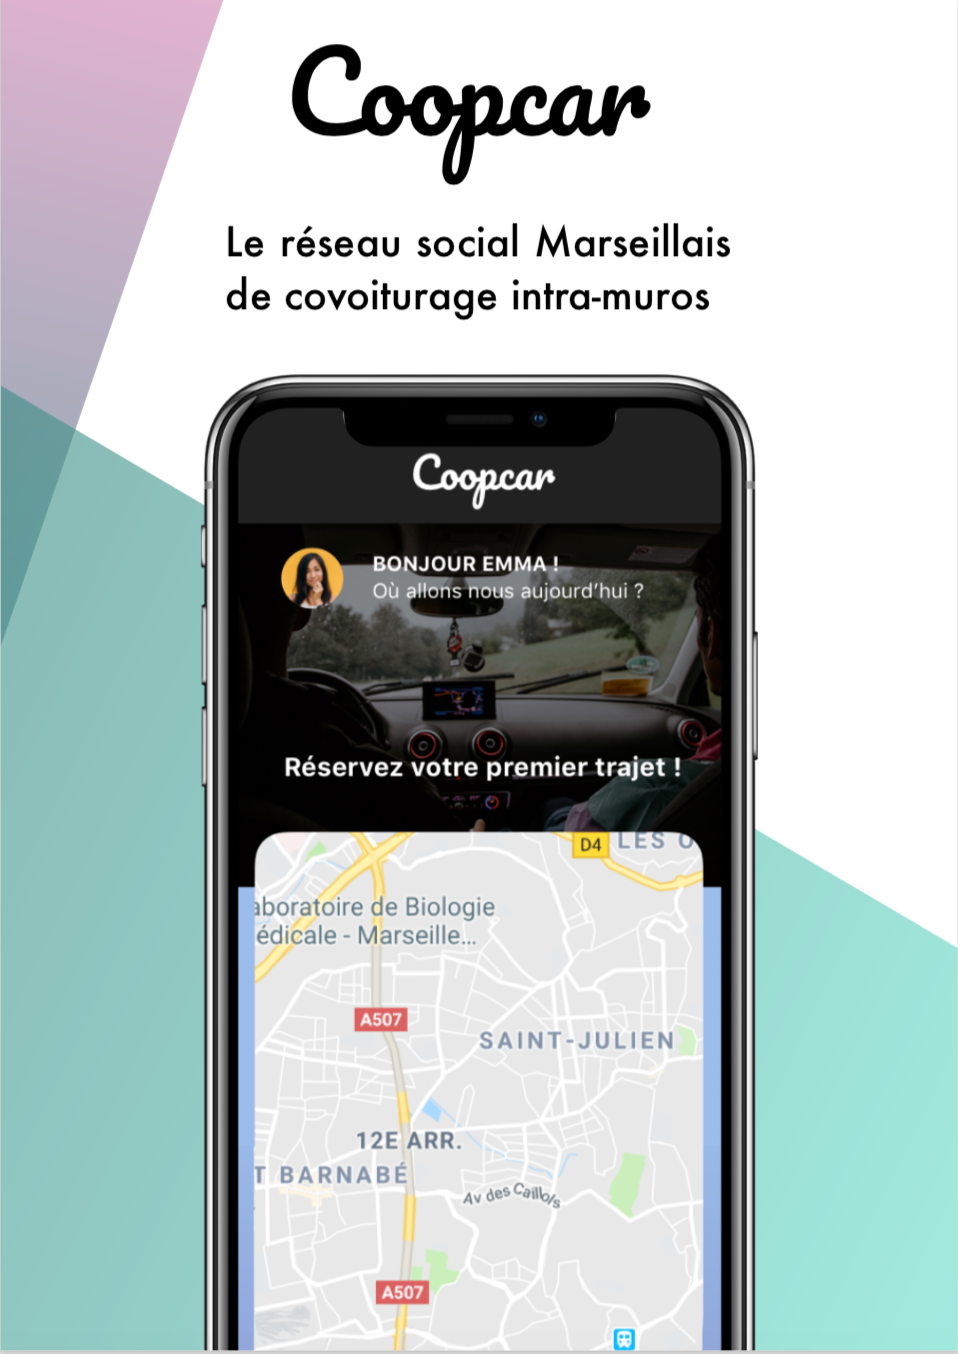 Coopcar
Le réseau social Marseillais
de covoiturage intra-muros
Coopcar
BONJOUR EMMA !
Où allons nous aujourd’hui ?
Réservez votre premier trajet !
D4
LES O
aboratoire de Biologie
édicale - Marseille...
A507
SAINT-JULIEN
12E ARR.
T BARNABÉ
Av des Caillols
A507